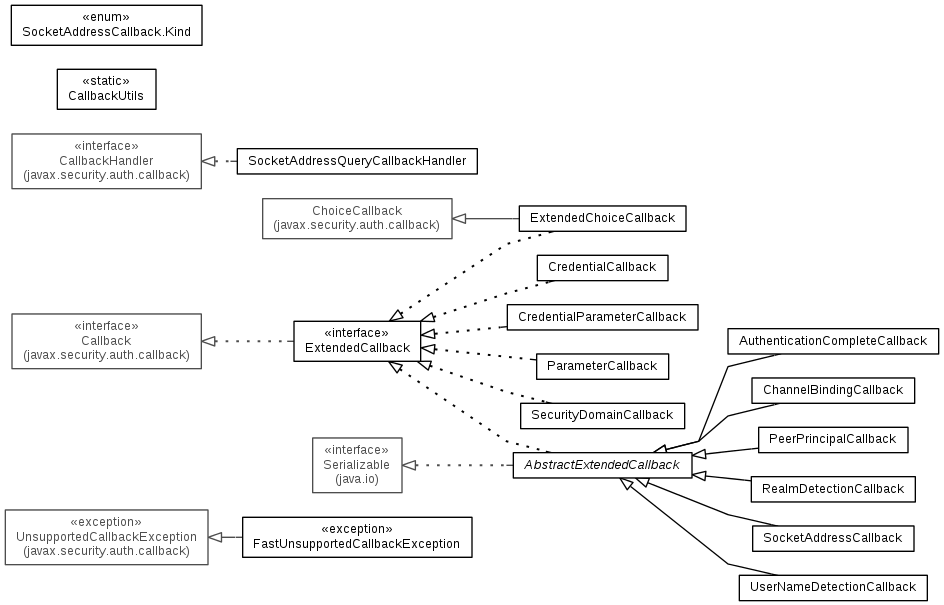 «enum»
SocketAddressCallback.Kind
«static»
CallbackUtils
«interface»
CallbackHandler
(javax.security.auth.callback)
SocketAddressQueryCallbackHandler
ChoiceCallback
(javax.security.auth.callback)
ExtendedChoiceCallback
CredentialCallback
CredentialParameterCallback
«interface»
Callback
(javax.security.auth.callback)
«interface»
ExtendedCallback
ParameterCallback
SecurityDomainCallback
AuthenticationCompleteCallback
ChannelBindingCallback
PeerPrincipalCallback
«interface»
Serializable
(java.io)
AbstractExtendedCallback
RealmDetectionCallback
SocketAddressCallback
UserNameDetectionCallback
«exception»
UnsupportedCallbackException
(javax.security.auth.callback)
«exception»
FastUnsupportedCallbackException